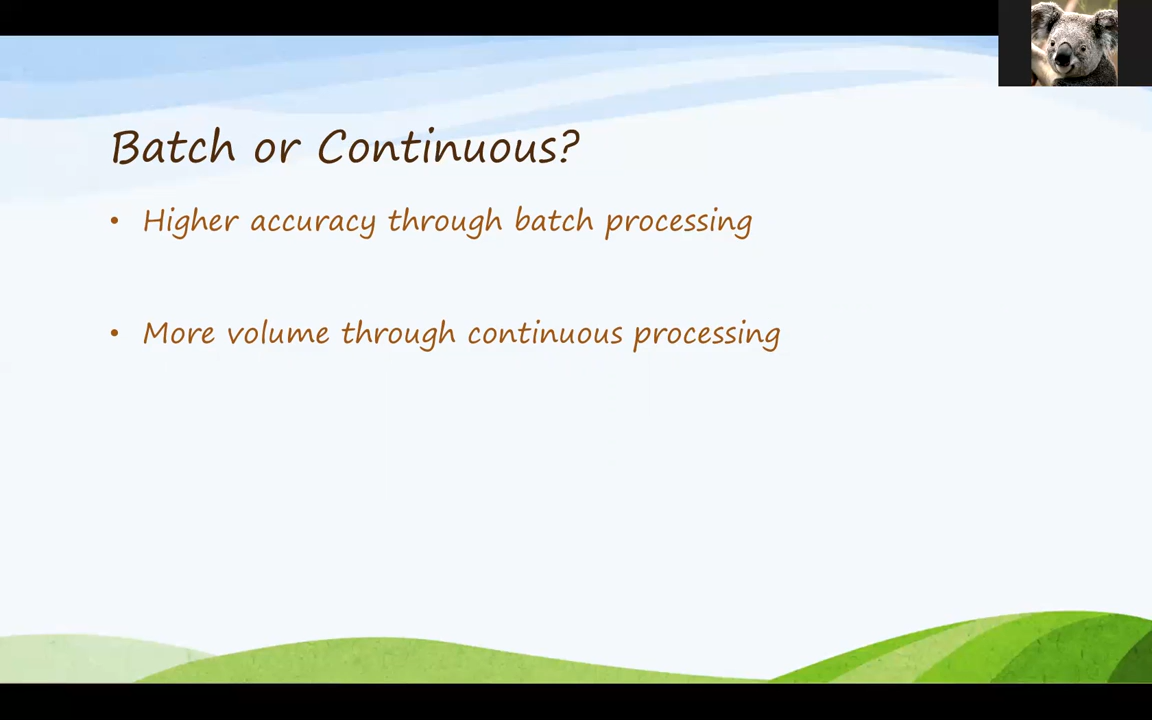 Batch or Continuous?
• Higher accuracy through batch processing
• More volume through continuous processing